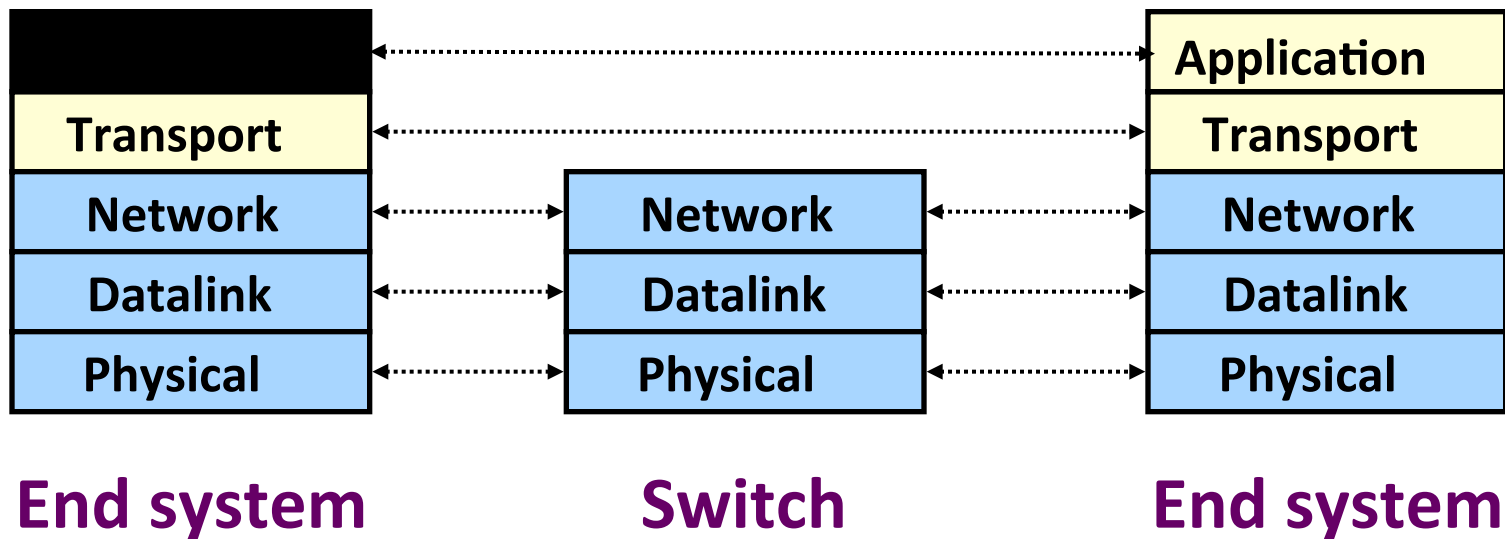 Application
Transport Transport
Network Network Network
Datalink Datalink Datalink
Physical Physical Physical
End system Switch End system